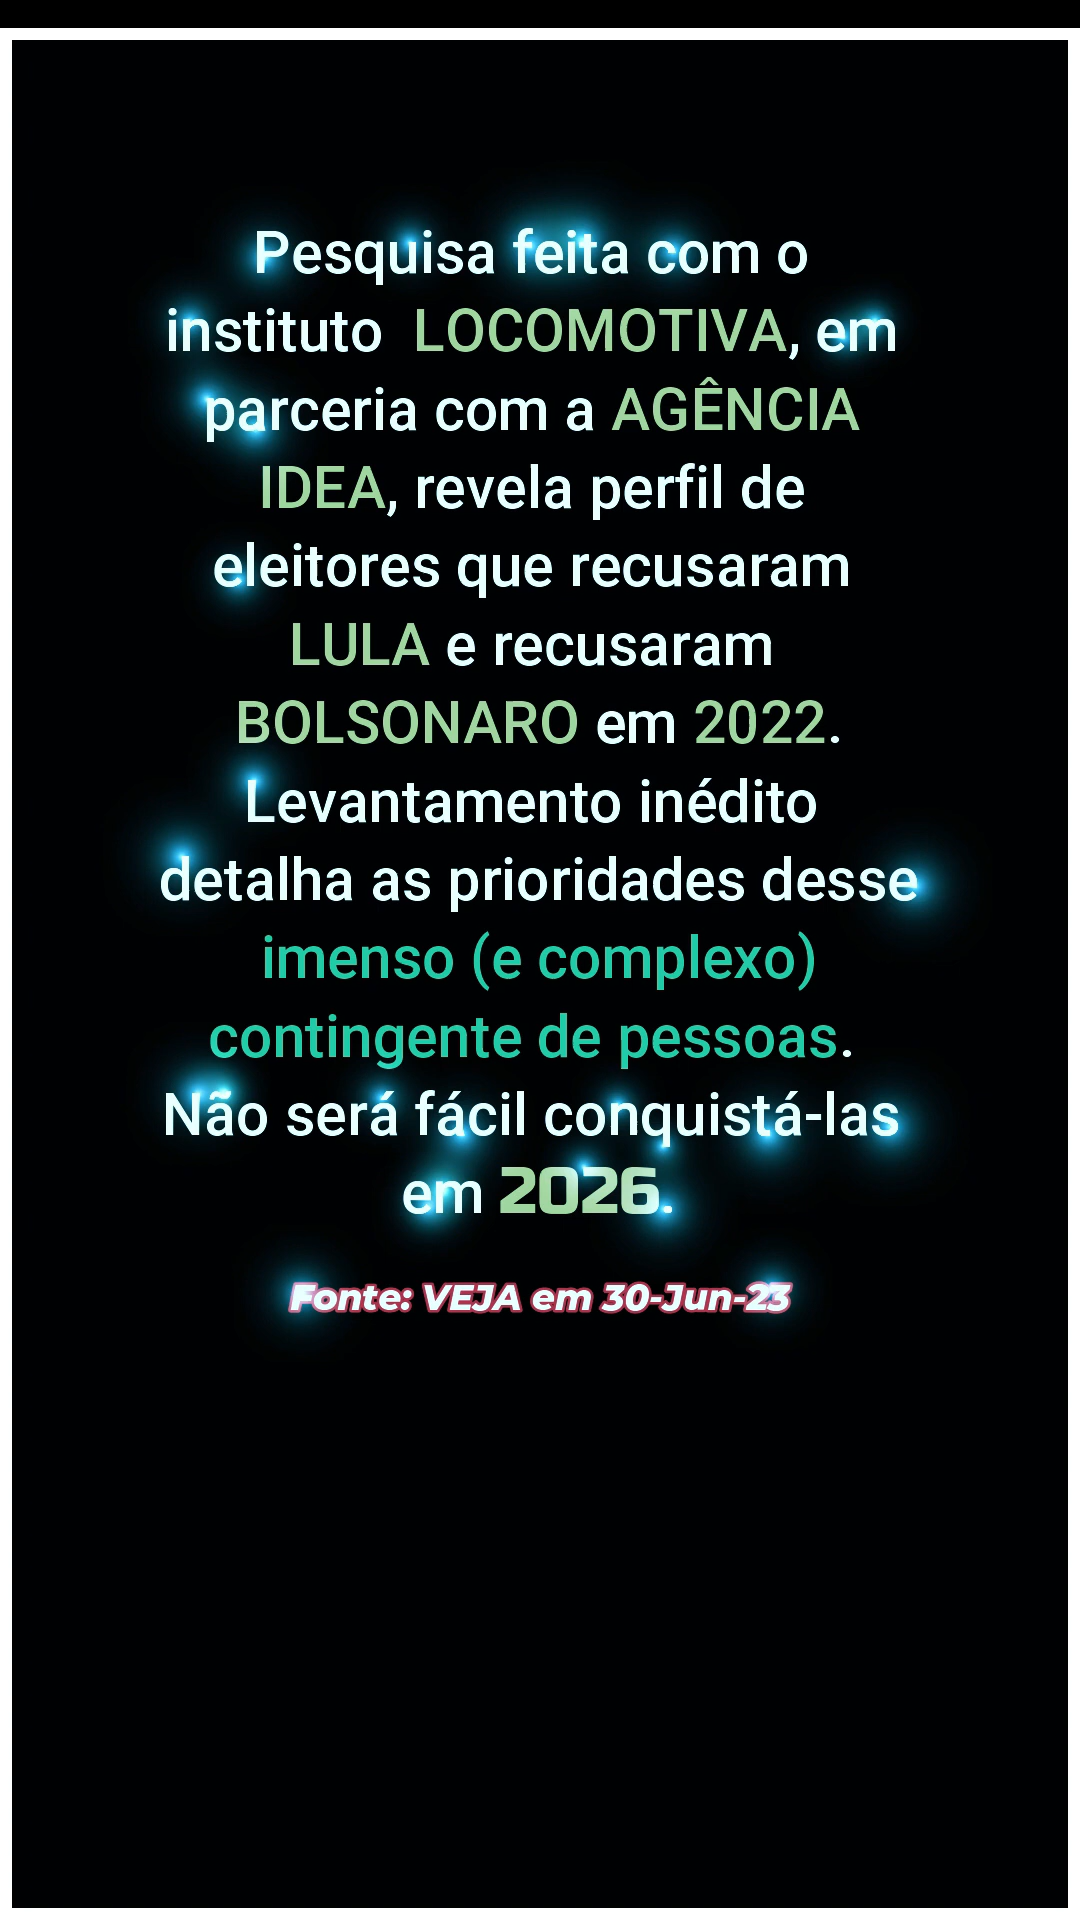 Pesquisa feita com o
instituto LOCOMOTIVA, em
parceria com a AGÊNCIA
IDEA, revela perfil de
eleitores que recusaram
LULA e recusaram
BOLSONARO em 2022.
Levantamento inédito
detalha as prioridades desse
imenso (e complexo)
contingente de pessoas.
Não será fácil conquistá-las
em 2026.
Fonte: VEJA em 30-Jun-23